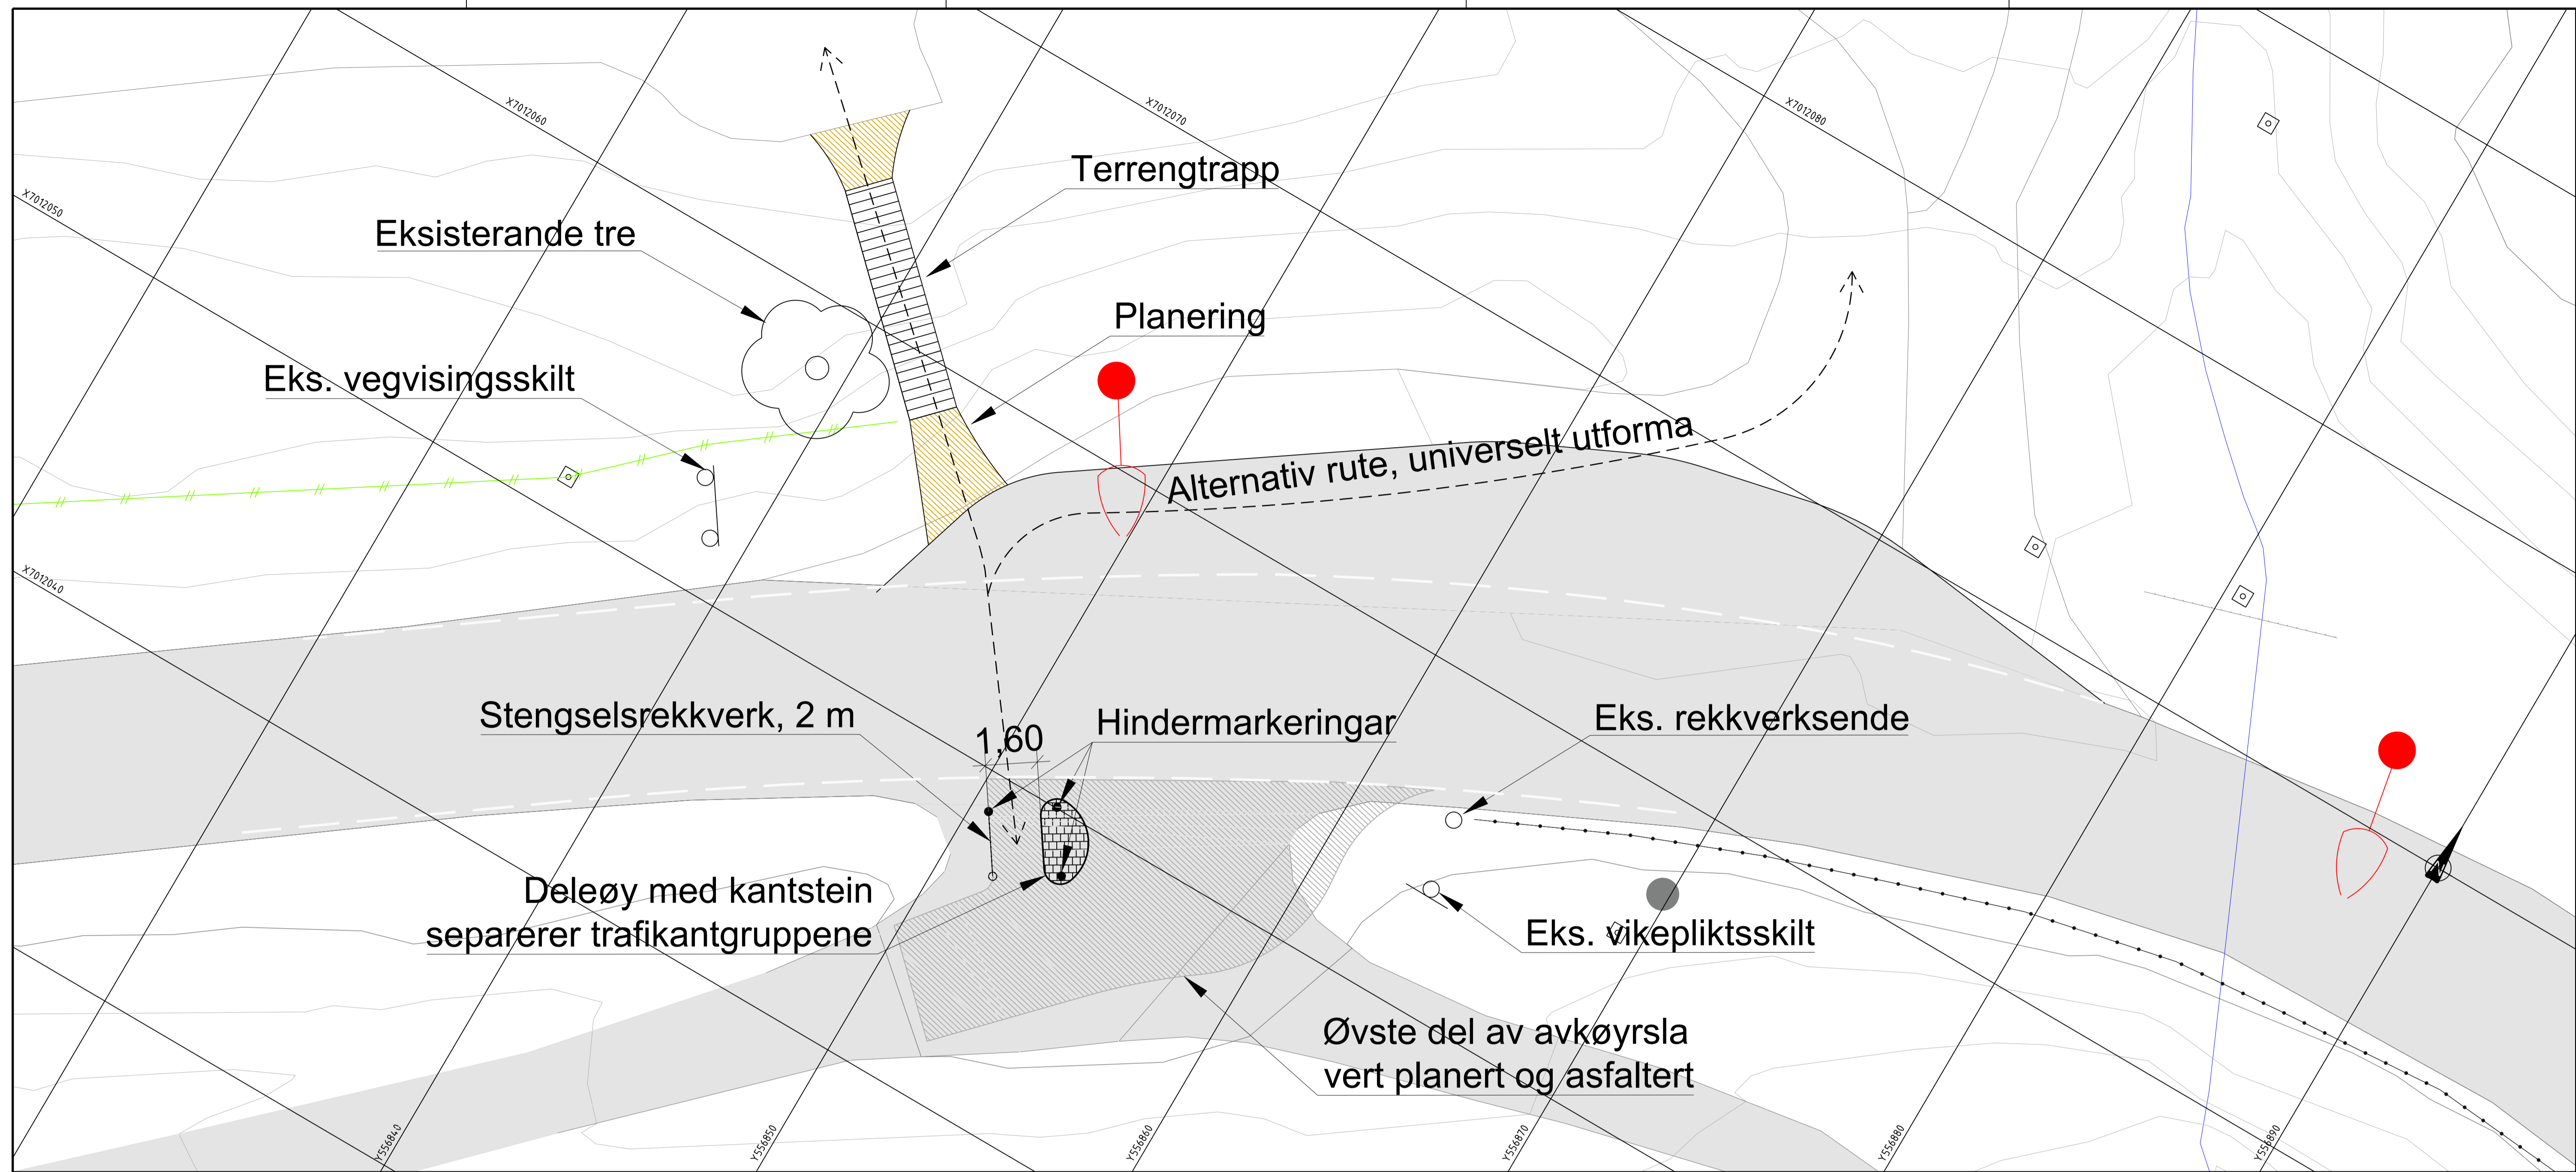 X7012060
X7012070
X7012080
X7012050
Terrengtrapp
Eksisterande tre
Planering
Eks. vegvisingsskilt
Alternativ rute, universelt utforma
X7012040
Stengselsrekkverk, 2 m
1,60
Hindermarkeringar
Eks. rekkverksende
Deleøy med kantstein
separerer trafikantgruppene
Eks. vikepliktsskilt
Øvste del av avkøyrsla
vert planert og asfaltert
Y556840
Y556850
Y556860
Y556870
Y556880
Y556890